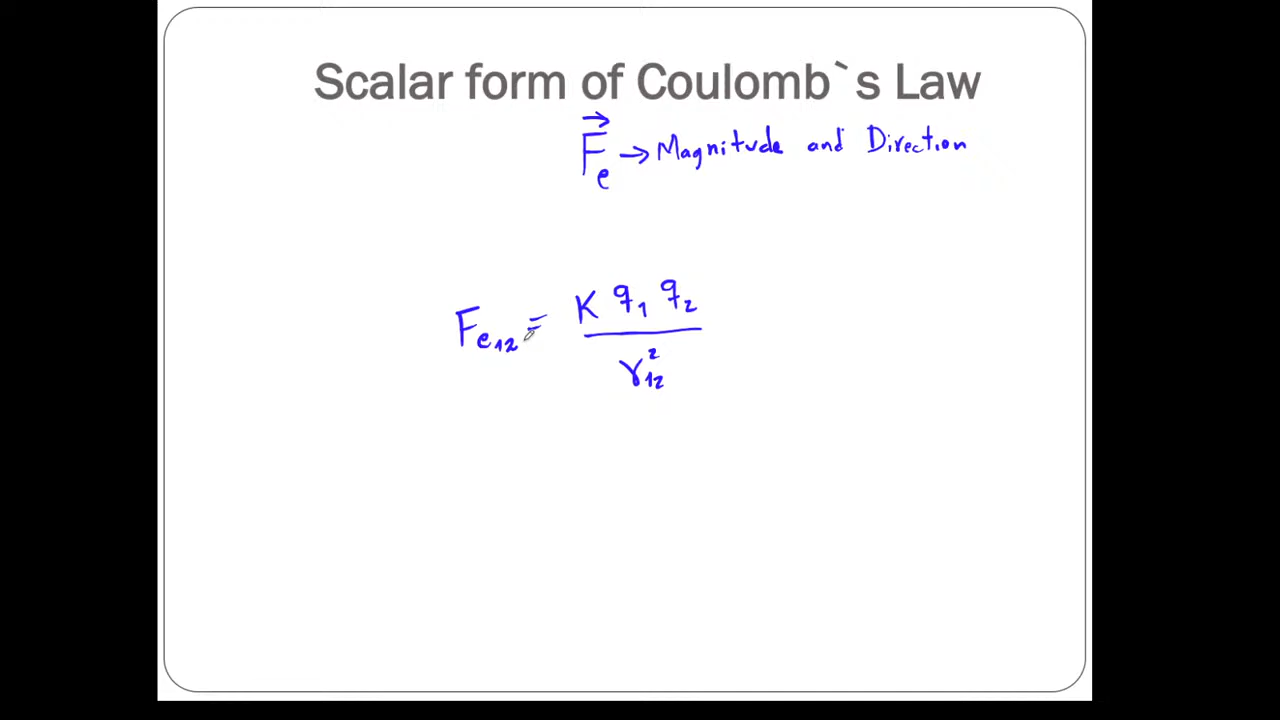 Scalar form of Coulomb`s Law
F⃗e → Magnitude and Direction
Fe12 = K q1 q2 / r12²